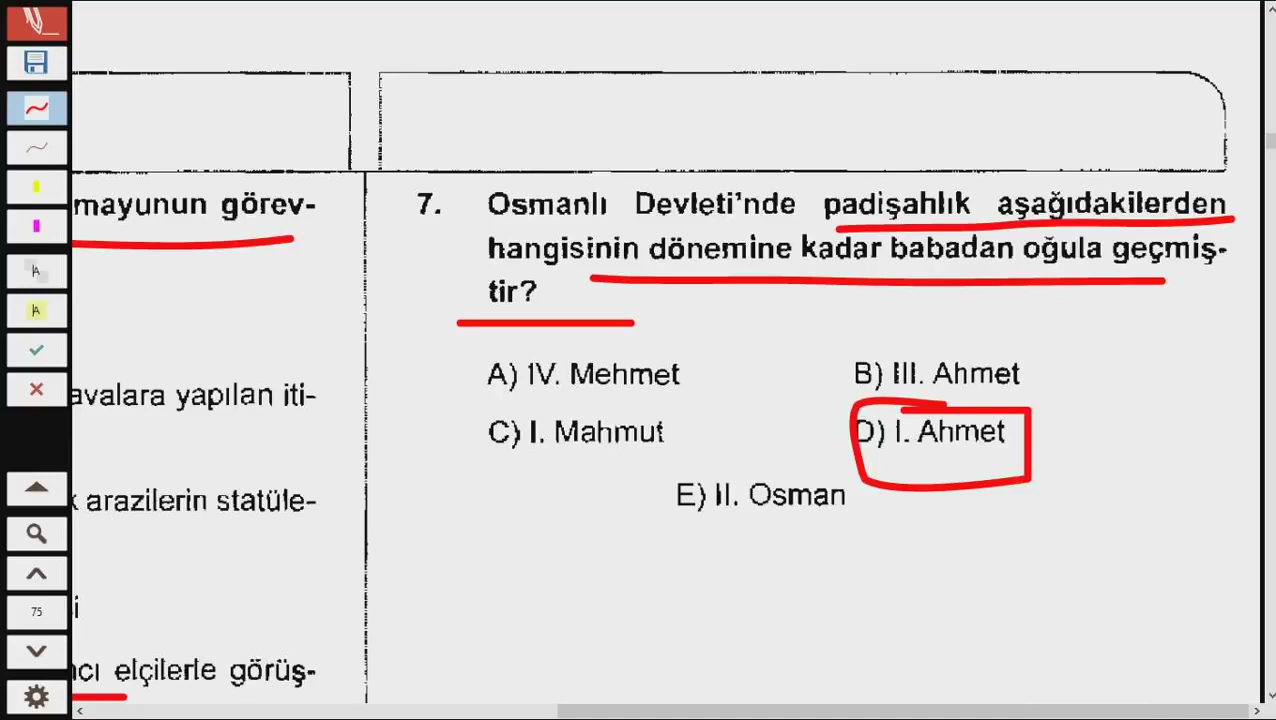 mayunun görev-
avalara yapılan iti-
k arazilerin statüle-
elçilerle görüş-
7. Osmanlı Devleti'nde padişahlık aşağıdakilerden
hangisinin dönemine kadar babadan oğula geçmiş-
tir?
A) IV. Mehmet B) III. Ahmet
C) I. Mahmut D) I. Ahmet
E) II. Osman
75